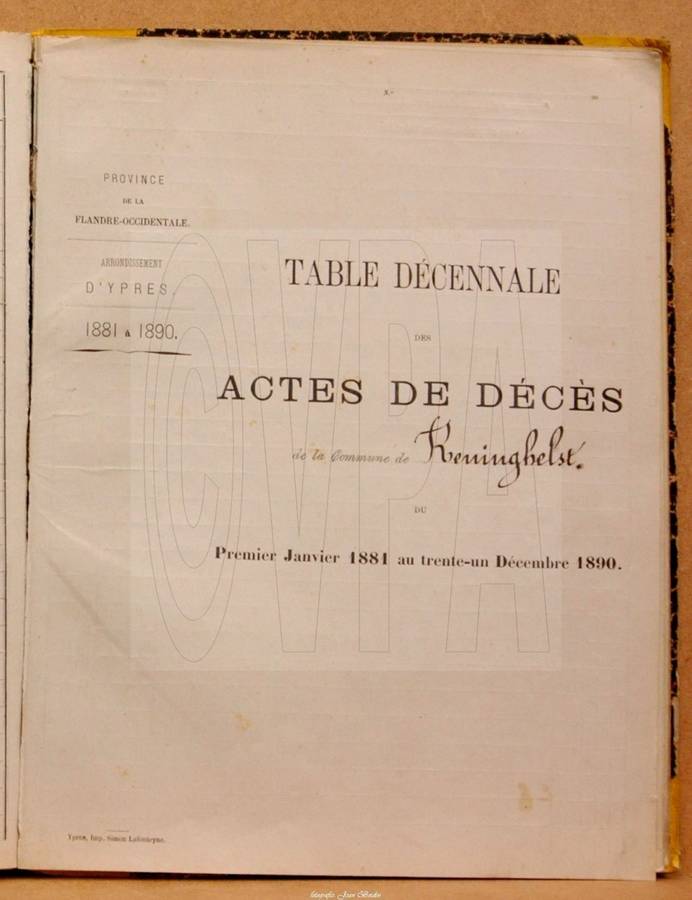 N.°
PROVINCE
DE LA
FLANDRE-OCCIDENTALE.
ARRONDISSEMENT
D'YPRES.
1881 à 1890.
TABLE DÉCENNALE
DES
ACTES DE DÉCÈS
de la Commune de Reninghelst.
DU
Premier Janvier 1881 au trente-un Décembre 1890.
CVPA
Ypres, Imp. Simon